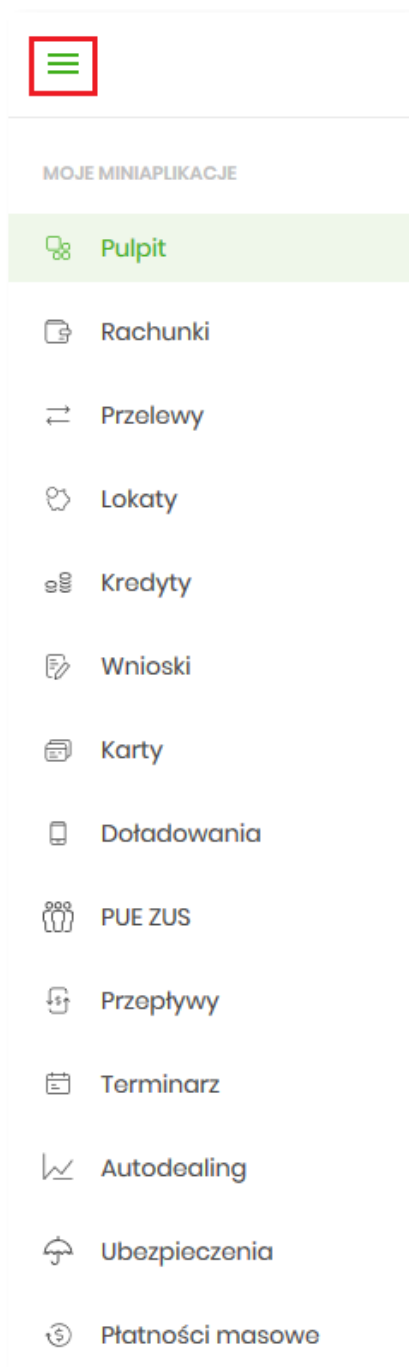 MOJE MINIAPLIKACJE
Pulpit
Rachunki
Przelewy
Lokaty
Kredyty
Wnioski
Karty
Doładowania
PUE ZUS
Przepływy
Terminarz
Autodealing
Ubezpieczenia
Płatności masowe